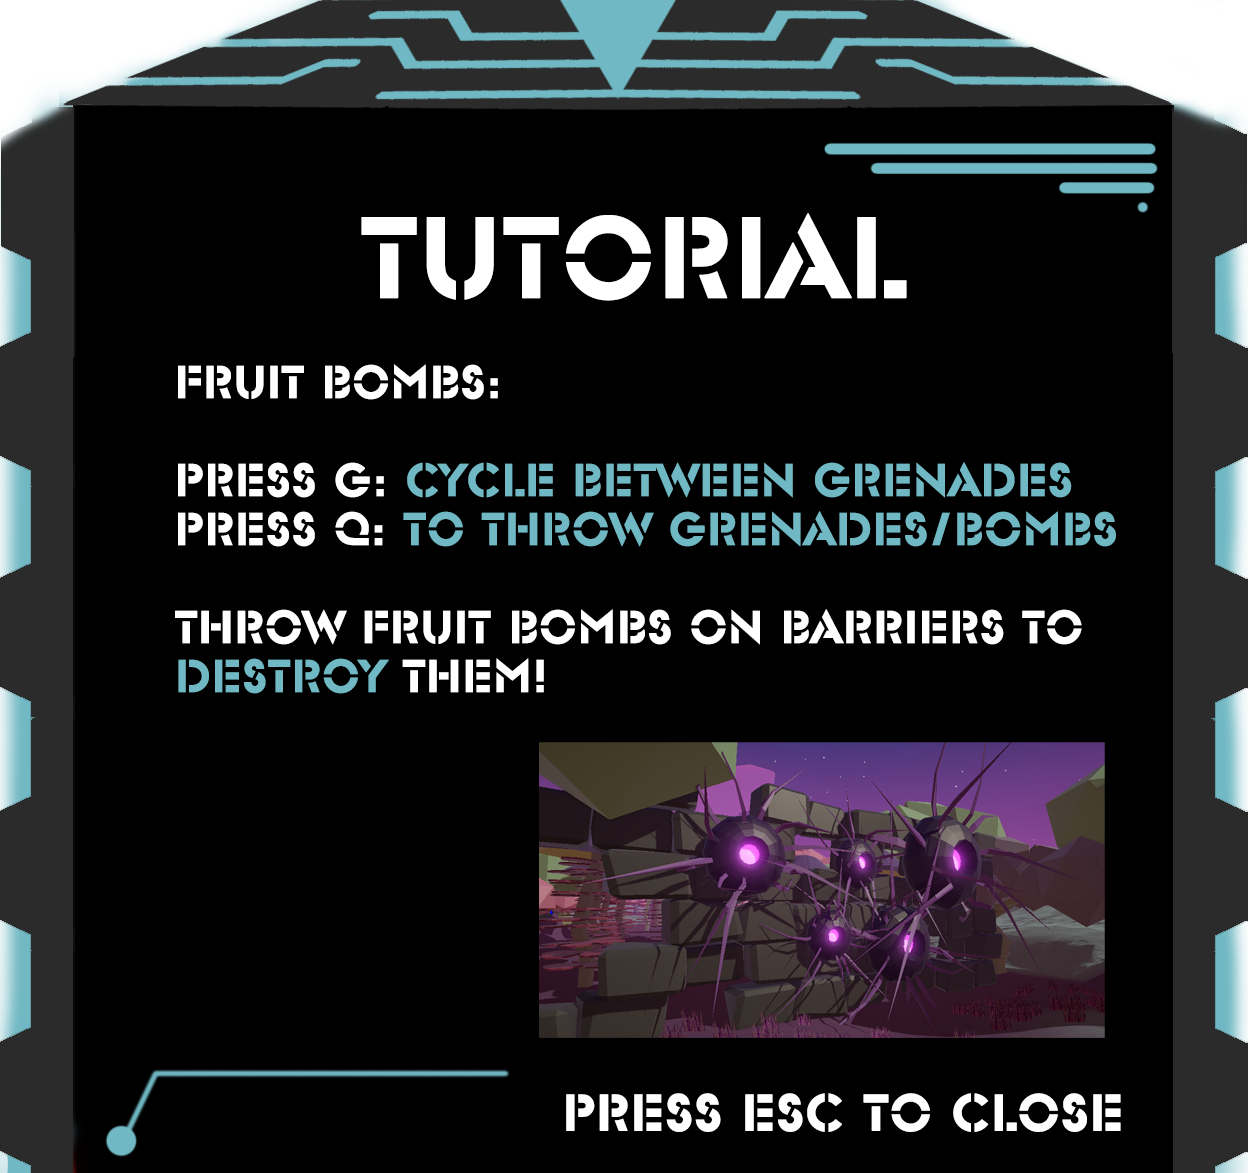 TUTORIAL
FRUIT BOMBS:
PRESS G: CYCLE BETWEEN GRENADES
PRESS Q: TO THROW GRENADES/BOMBS
THROW FRUIT BOMBS ON BARRIERS TO
DESTROY THEM!
PRESS ESC TO CLOSE